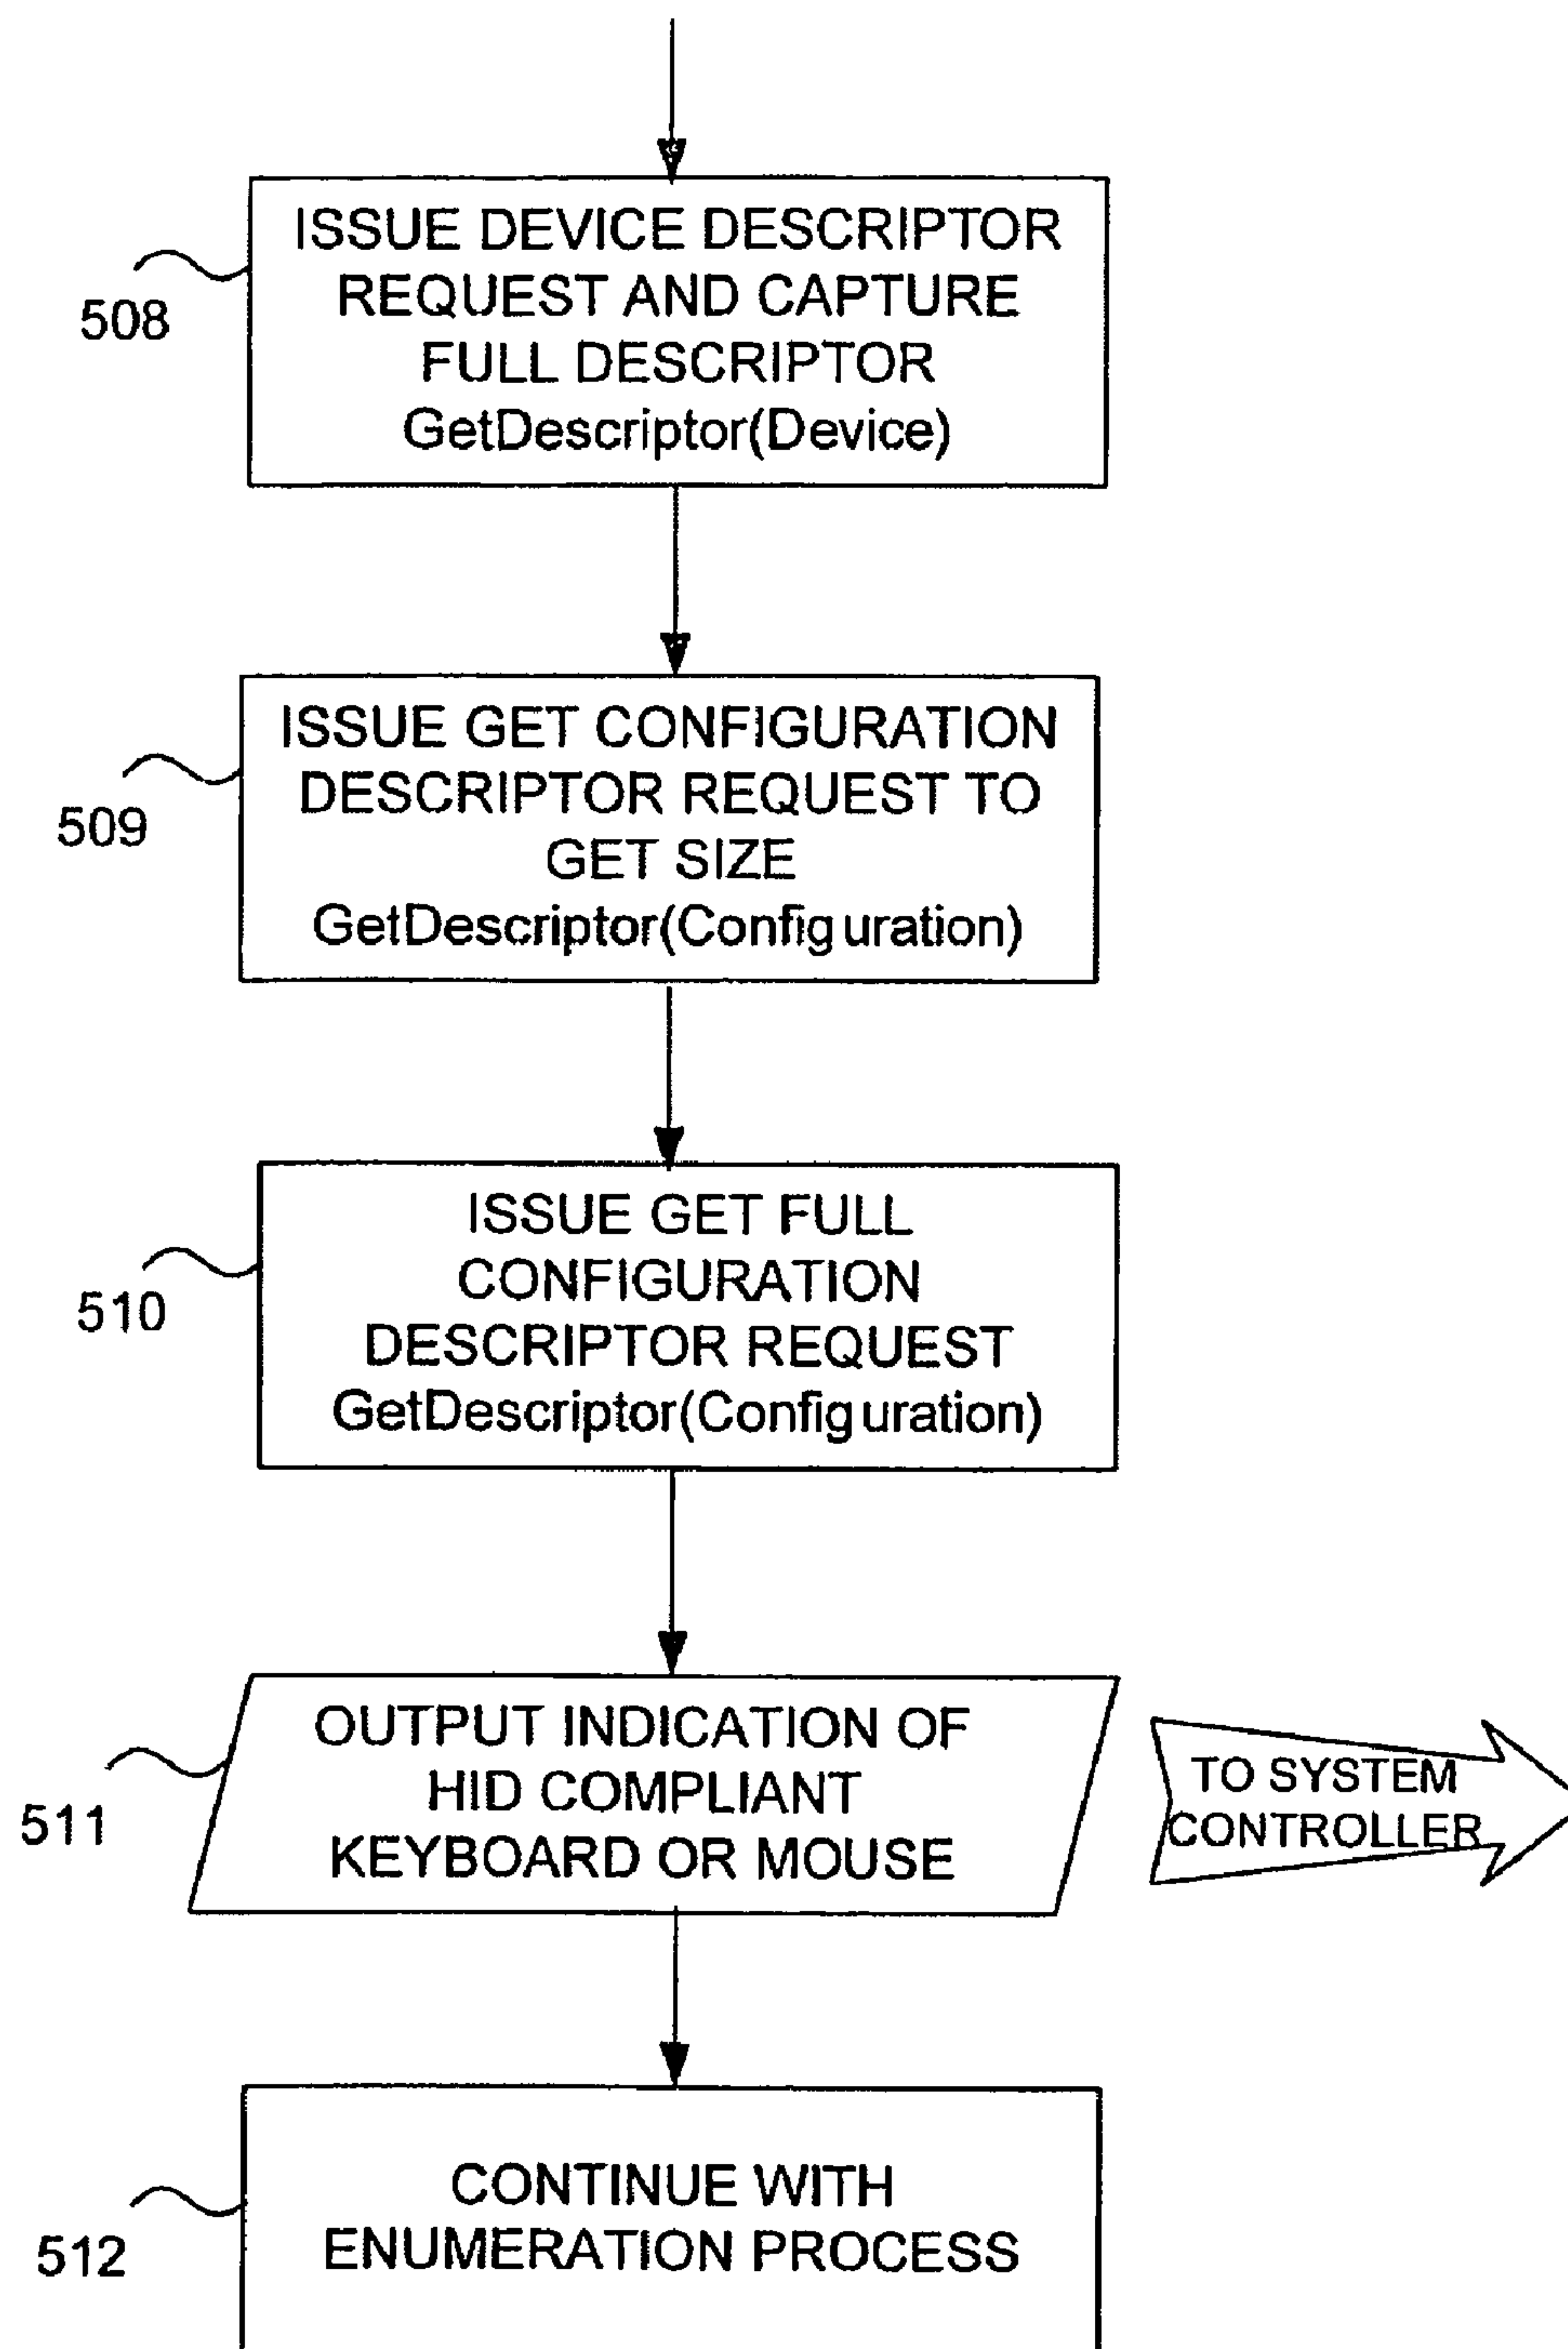 ISSUE DEVICE DESCRIPTOR
REQUEST AND CAPTURE
FULL DESCRIPTOR
GetDescriptor(Device)
508
ISSUE GET CONFIGURATION
DESCRIPTOR REQUEST TO
GET SIZE
GetDescriptor(Configuration)
509
ISSUE GET FULL
CONFIGURATION
DESCRIPTOR REQUEST
GetDescriptor(Configuration)
510
OUTPUT INDICATION OF
HID COMPLIANT
KEYBOARD OR MOUSE
511
TO SYSTEM
CONTROLLER
CONTINUE WITH
ENUMERATION PROCESS
512